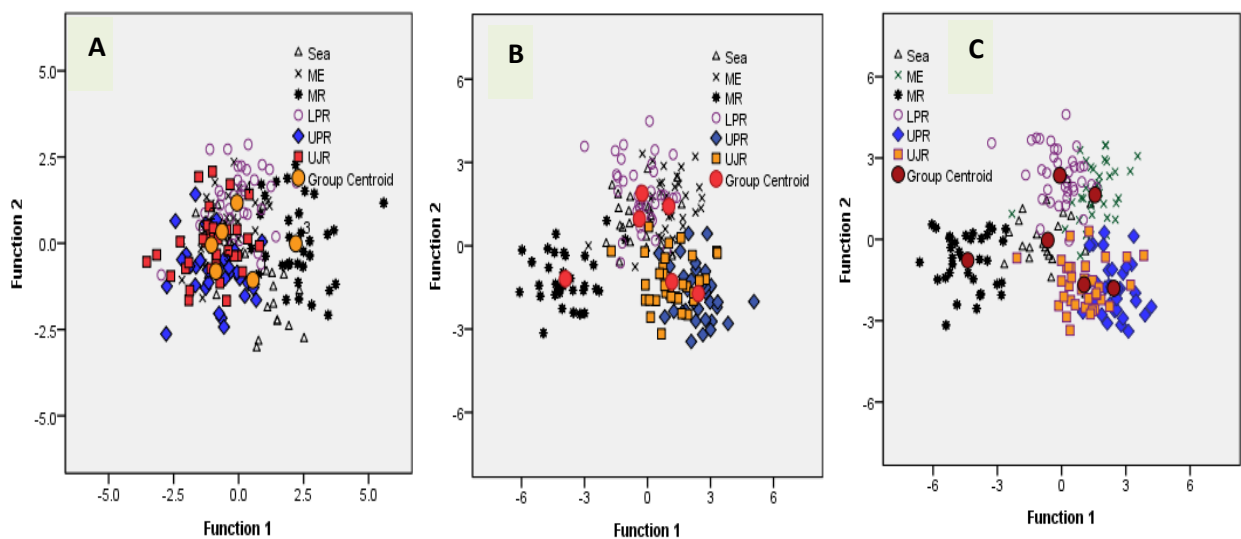 A
Sea
ME
MR
LPR
UPR
UJR
Group Centroid
3
5.0
2.5
0.0
-2.5
-5.0
Function 2
-5.0
-2.5
0.0
2.5
5.0
Function 1
B
Sea
ME
MR
LPR
UPR
UJR
Group Centroid
6
3
0
-3
-6
Function 2
-6
-3
0
3
6
Function 1
C
Sea
ME
MR
LPR
UPR
UJR
Group Centroid
6
3
0
-3
-6
Function 2
-6
-3
0
3
6
Function 1